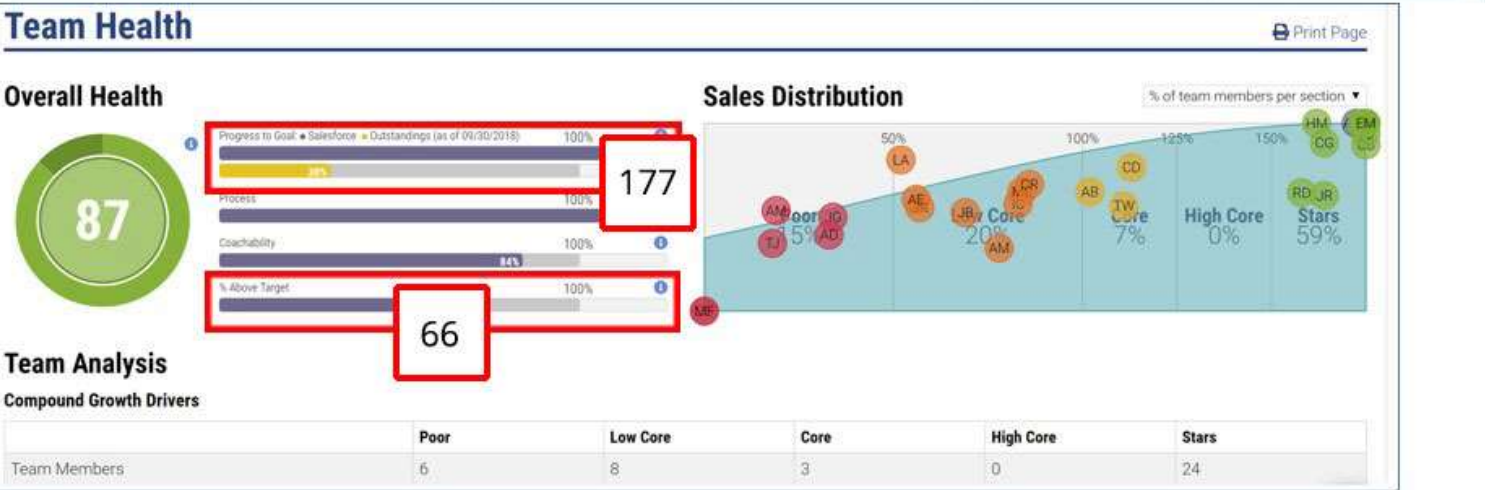 Team Health
Print Page
Overall Health
Sales Distribution
% of team members per section ▼
Progress to Goal: ● Salesforce ● Outstandings (as of 09/30/2018) 100%
38%
177
Process 100%
87
Coachability 100%
84%
% Above Target 100%
66
50% 100% 125% 150%
HM EM
CG
LA
CD
CR
AE
AB
RD JR
AM JG
JB
TW
Poor Low Core Core High Core Stars
15% 20% 7% 0% 59%
TJ AD
AM
MF
Team Analysis
Compound Growth Drivers
Poor Low Core Core High Core Stars
Team Members 6 8 3 0 24